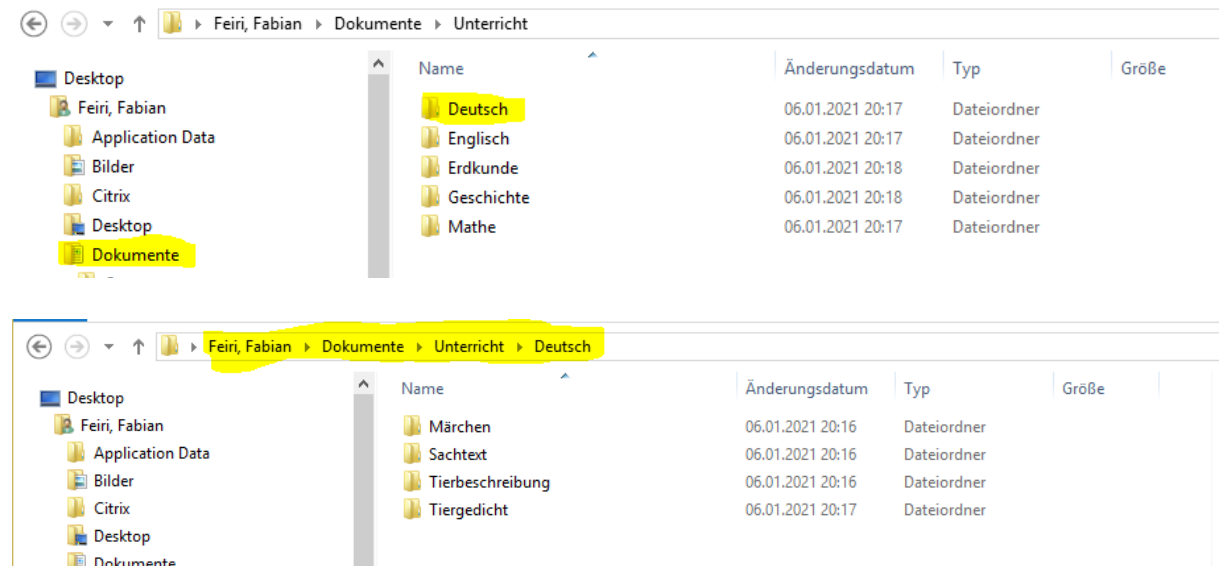 Feiri, Fabian Dokumente Unterricht
Desktop
Feiri, Fabian
Application Data
Bilder
Citrix
Desktop
Dokumente
Name Änderungsdatum Typ Größe
Deutsch 06.01.2021 20:17 Dateiordner
Englisch 06.01.2021 20:17 Dateiordner
Erdkunde 06.01.2021 20:18 Dateiordner
Geschichte 06.01.2021 20:18 Dateiordner
Mathe 06.01.2021 20:17 Dateiordner
Feiri, Fabian Dokumente Unterricht Deutsch
Desktop
Feiri, Fabian
Application Data
Bilder
Citrix
Desktop
Dokumente
Name Änderungsdatum Typ Größe
Märchen 06.01.2021 20:16 Dateiordner
Sachtext 06.01.2021 20:16 Dateiordner
Tierbeschreibung 06.01.2021 20:16 Dateiordner
Tiergedicht 06.01.2021 20:17 Dateiordner